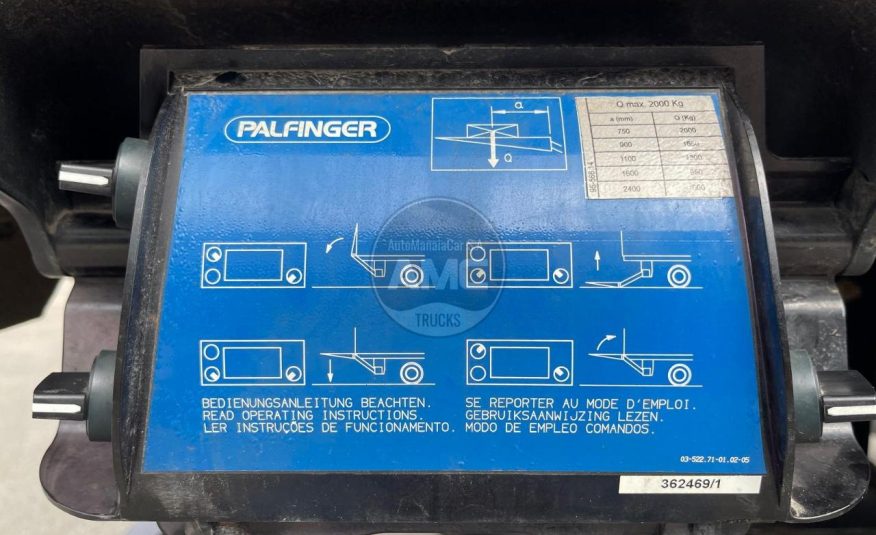 PALFINGER
a
Q
Q max. 2000 Kg
a (mm) Q (Kg)
750 2000
900
1100
1600
2400
03-522.71-01.02-05
AutoManaiaCar
AMC
TRUCKS
BEDIENUNGSANLEITUNG BEACHTEN.
READ OPERATING INSTRUCTIONS.
LER INSTRUÇÕES DE FUNCIONAMENTO.
SE REPORTER AU MODE D'EMPLOI.
GEBRUIKSAANWIJZING LEZEN.
MODO DE EMPLEO COMANDOS.
362469/1